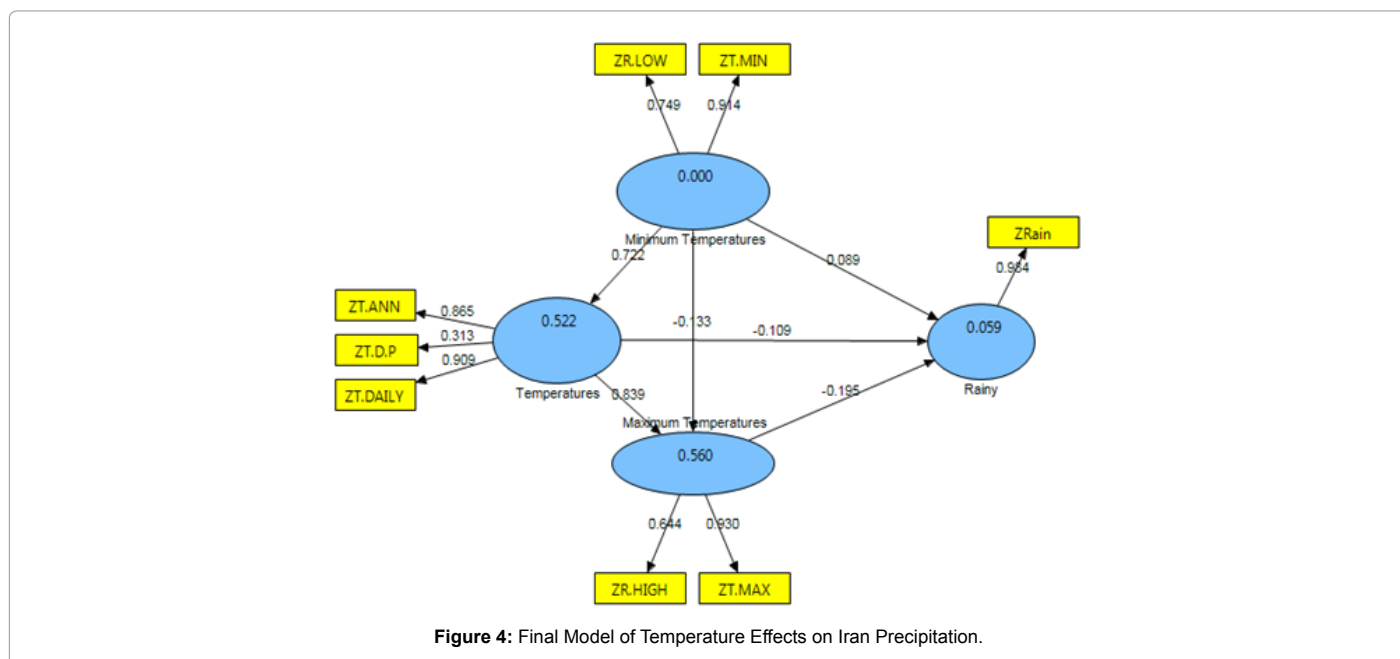 ZR.LOW ZT.MIN
0.749 0.914
0.000
Minimum Temperatures
ZRain
0.984
0.722
0.089
ZT.ANN
0.865
ZT.D.P
0.313
ZT.DAILY
0.909
0.522
Temperatures
-0.133
-0.109
0.059
Rainy
0.839
-0.195
Maximum Temperatures
0.560
0.644 0.930
ZR.HIGH ZT.MAX
Figure 4: Final Model of Temperature Effects on Iran Precipitation.